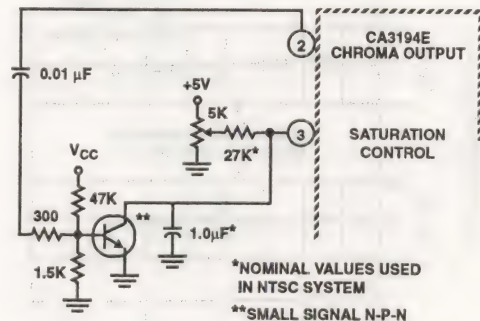 2
CA3194E
CHROMA OUTPUT
0.01 µF
+5V
5K
3
27K*
SATURATION
CONTROL
VCC
47K
300
**
1.0µF*
1.5K
*NOMINAL VALUES USED
IN NTSC SYSTEM
**SMALL SIGNAL N-P-N